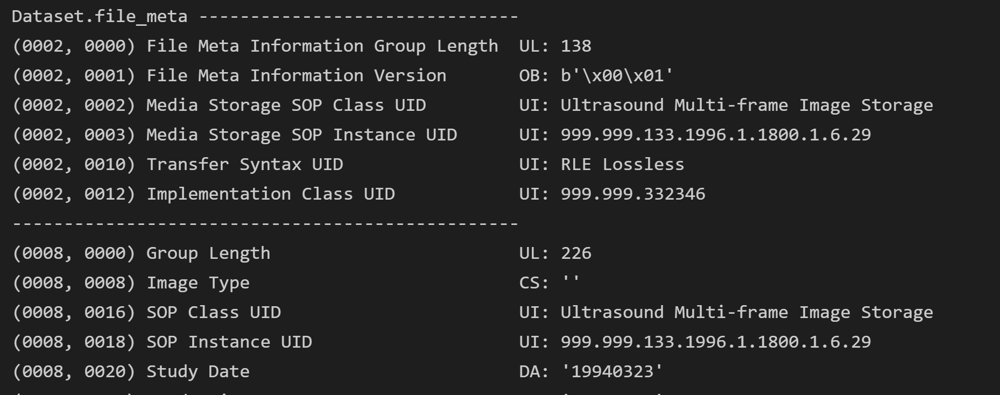 Dataset.file_meta -------------------------------
(0002, 0000) File Meta Information Group Length  UL: 138
(0002, 0001) File Meta Information Version       OB: b'\x00\x01'
(0002, 0002) Media Storage SOP Class UID         UI: Ultrasound Multi-frame Image Storage
(0002, 0003) Media Storage SOP Instance UID      UI: 999.999.133.1996.1.1800.1.6.29
(0002, 0010) Transfer Syntax UID                 UI: RLE Lossless
(0002, 0012) Implementation Class UID            UI: 999.999.332346
-------------------------------------------------
(0008, 0000) Group Length                        UL: 226
(0008, 0008) Image Type                          CS: ''
(0008, 0016) SOP Class UID                       UI: Ultrasound Multi-frame Image Storage
(0008, 0018) SOP Instance UID                    UI: 999.999.133.1996.1.1800.1.6.29
(0008, 0020) Study Date                          DA: '19940323'